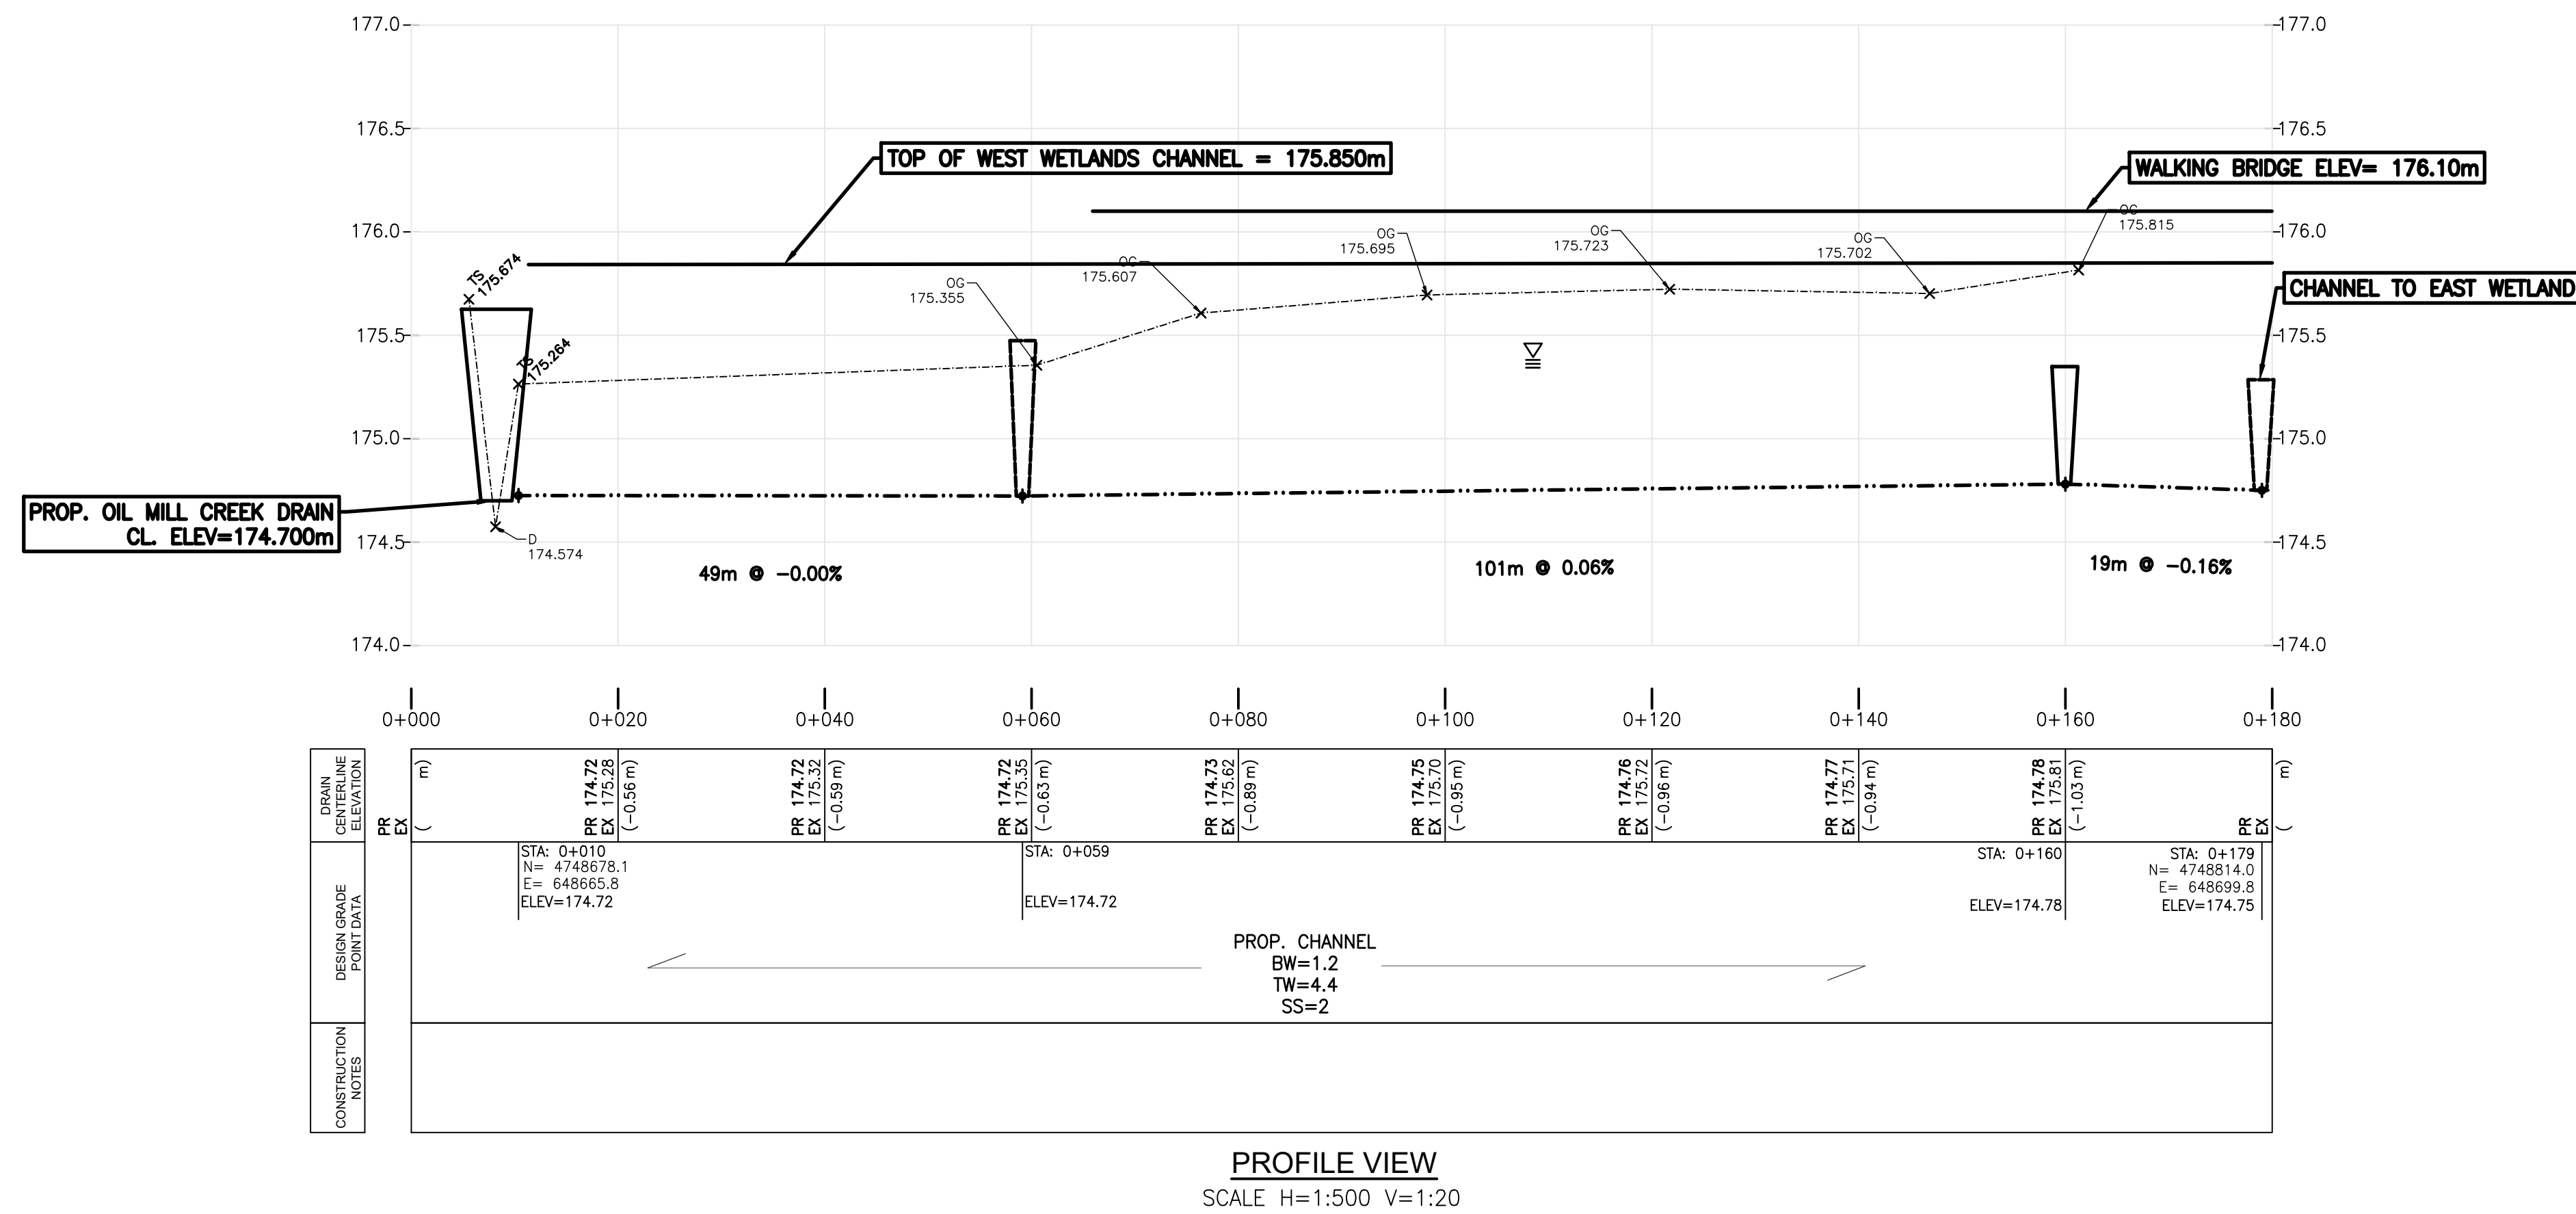 177.0
177.0
176.5
176.5
TOP OF WEST WETLANDS CHANNEL = 175.850m
WALKING BRIDGE ELEV= 176.10m
176.0
176.0
OG
175.695
OG
175.723
OG
175.702
OG
175.815
TS
175.674
OG
175.355
OG
175.607
CHANNEL TO EAST WETLAND
175.5
175.5
TS
175.264
175.0
175.0
PROP. OIL MILL CREEK DRAIN
CL. ELEV=174.700m
174.5
174.5
D
174.574
49m @ -0.00%
101m @ 0.06%
19m @ -0.16%
174.0
174.0
0+000
0+020
0+040
0+060
0+080
0+100
0+120
0+140
0+160
0+180
DRAIN
CENTERLINE
ELEVATION
PR
EX
( m)
PR 174.72
EX 175.28
(-0.56 m)
PR 174.72
EX 175.32
(-0.59 m)
PR 174.72
EX 175.35
(-0.63 m)
PR 174.73
EX 175.62
(-0.89 m)
PR 174.75
EX 175.70
(-0.95 m)
PR 174.76
EX 175.72
(-0.96 m)
PR 174.77
EX 175.71
(-0.94 m)
PR 174.78
EX 175.81
(-1.03 m)
PR
EX
( m)
DESIGN GRADE
POINT DATA
STA: 0+010
N= 4748678.1
E= 648665.8
ELEV=174.72
STA: 0+059
ELEV=174.72
STA: 0+160
ELEV=174.78
STA: 0+179
N= 4748814.0
E= 648699.8
ELEV=174.75
PROP. CHANNEL
BW=1.2
TW=4.4
SS=2
CONSTRUCTION
NOTES
PROFILE VIEW
SCALE H=1:500 V=1:20